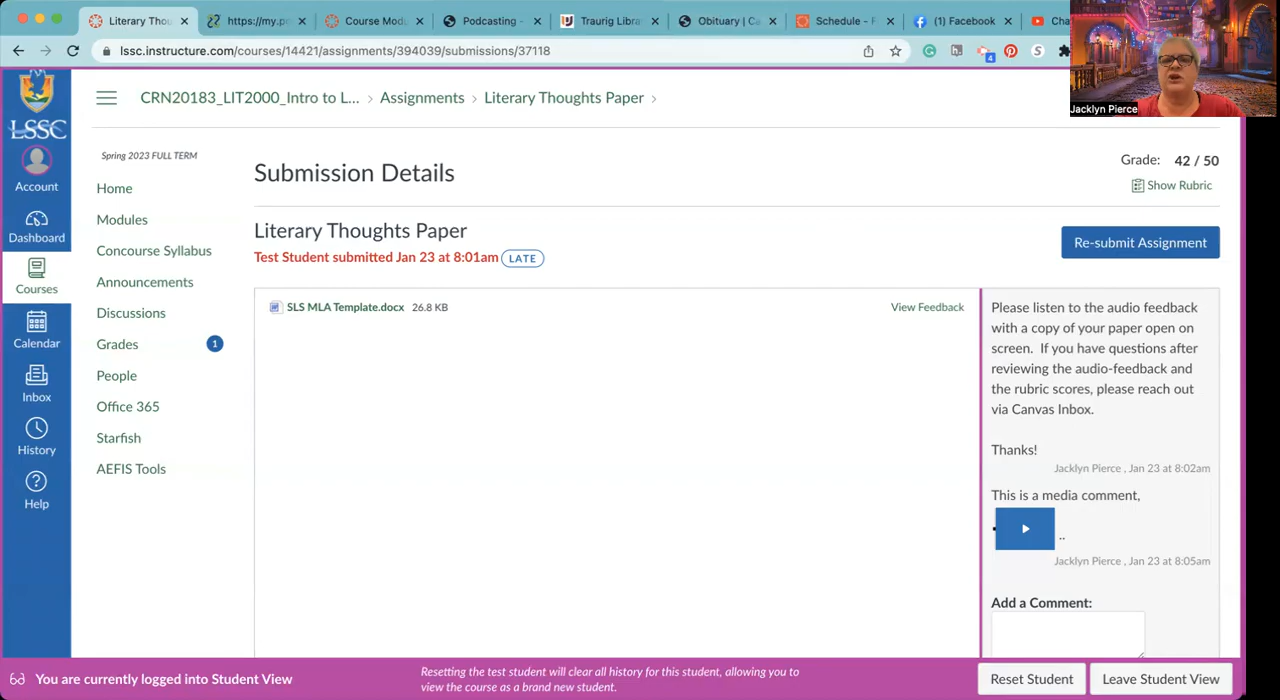 Literary Thou
https://my.p
Course Modu
Podcasting -
Traurig Libra
Obituary | Ca
Schedule - F
(1) Facebook
Cha
lssc.instructure.com/courses/14421/assignments/394039/submissions/37118
4
Jacklyn Pierce
LSSC
Account
Dashboard
Courses
Calendar
Inbox
History
Help
CRN20183_LIT2000_Intro to L... > Assignments > Literary Thoughts Paper >
Spring 2023 FULL TERM
Home
Modules
Concourse Syllabus
Announcements
Discussions
Grades 1
People
Office 365
Starfish
AEFIS Tools
Submission Details
Grade: 42 / 50
Show Rubric
Literary Thoughts Paper
Test Student submitted Jan 23 at 8:01am LATE
Re-submit Assignment
SLS MLA Template.docx 26.8 KB
View Feedback
Please listen to the audio feedback
with a copy of your paper open on
screen. If you have questions after
reviewing the audio-feedback and
the rubric scores, please reach out
via Canvas Inbox.
Thanks!
Jacklyn Pierce , Jan 23 at 8:02am
This is a media comment,
..
Jacklyn Pierce , Jan 23 at 8:05am
Add a Comment:
You are currently logged into Student View
Resetting the test student will clear all history for this student, allowing you to
view the course as a brand new student.
Reset Student
Leave Student View